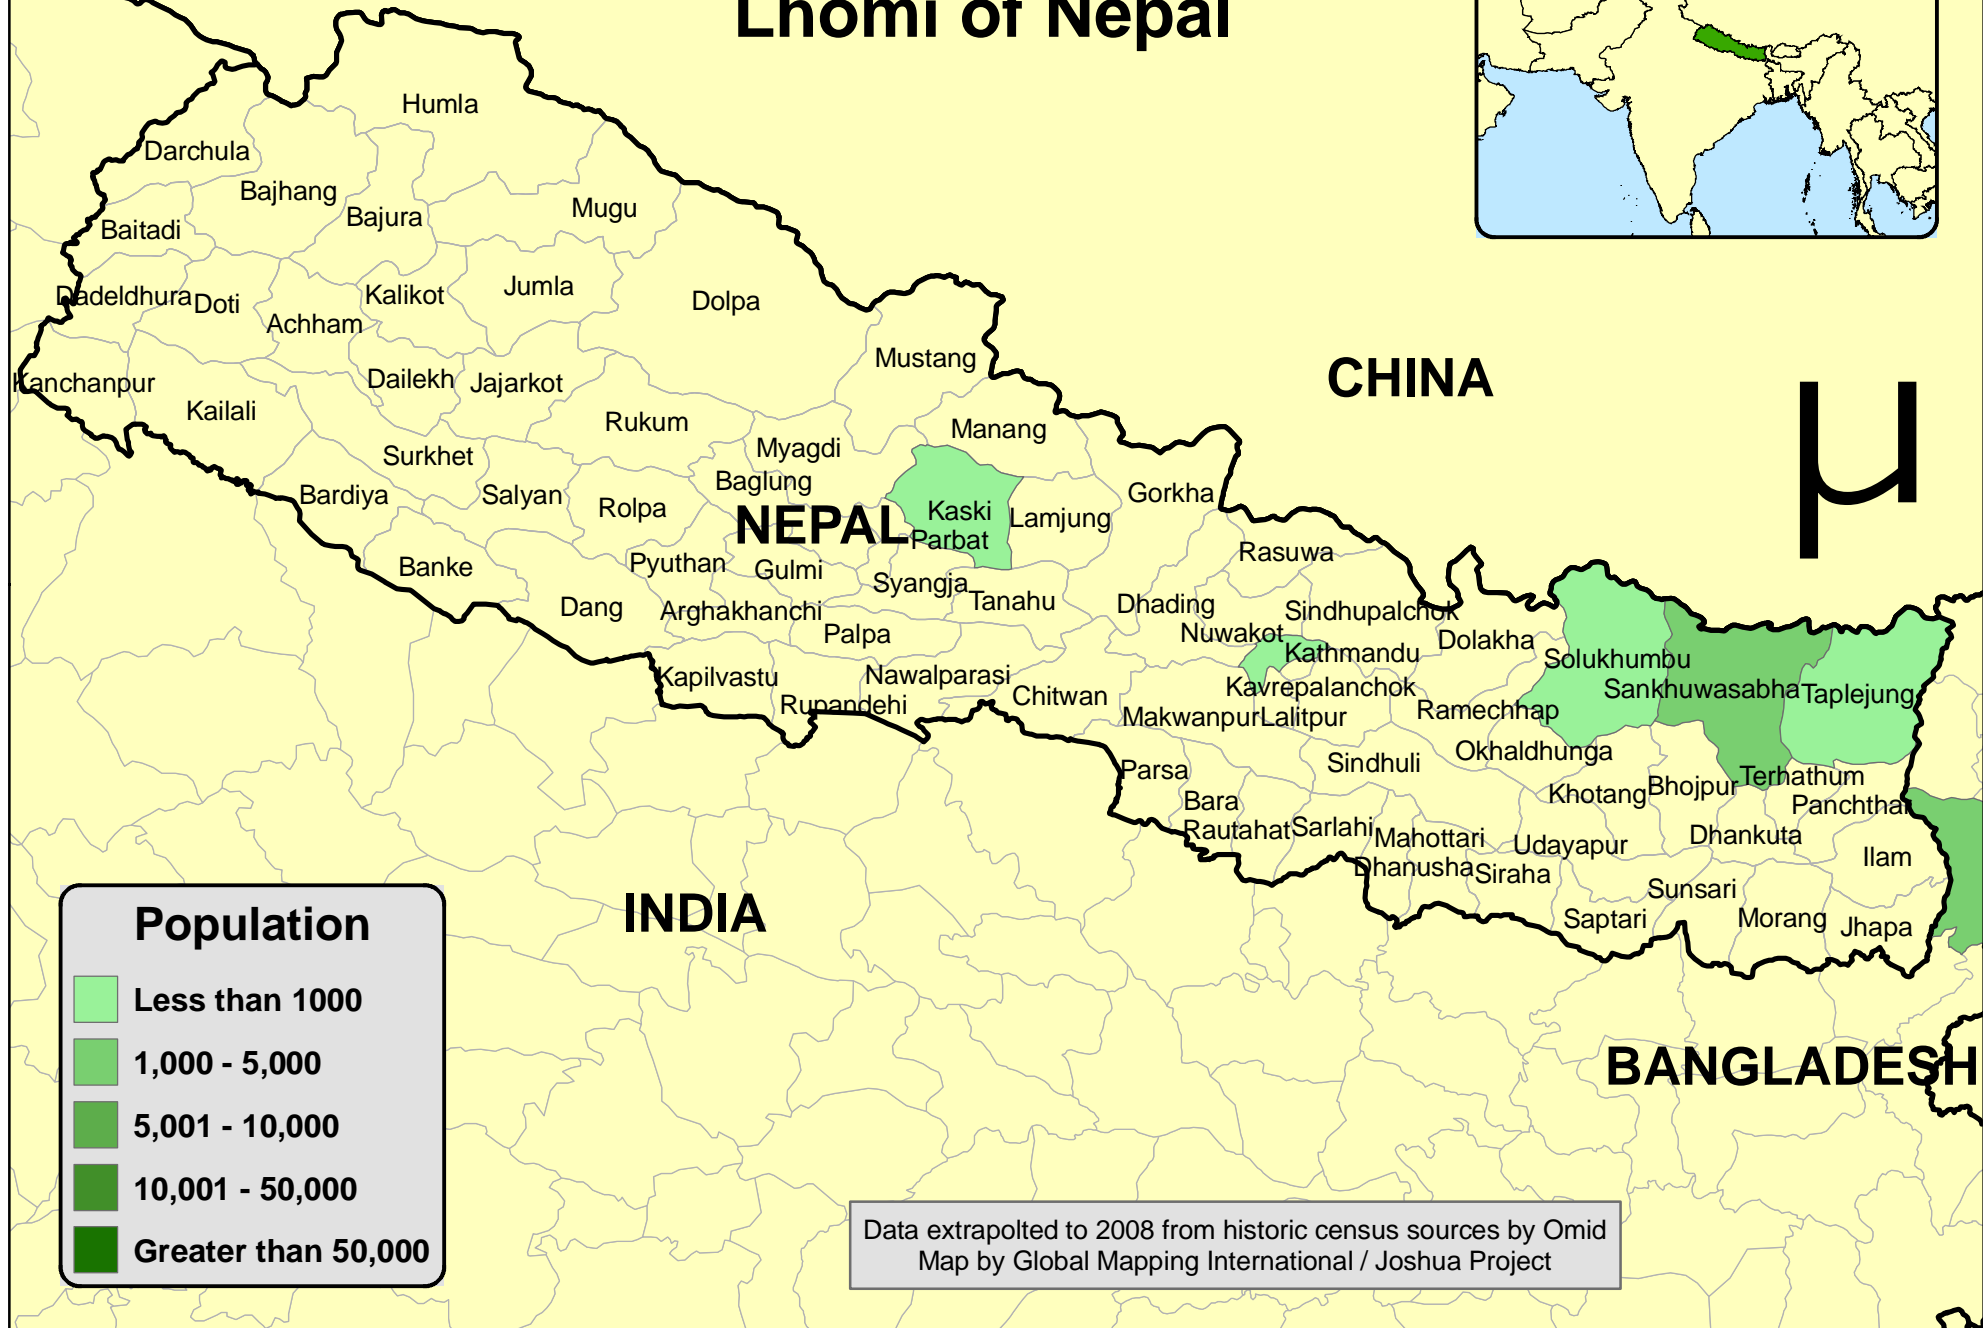 Lhomi of Nepal
Humla
Darchula
Bajhang
Bajura
Mugu
Baitadi
Dadeldhura
Doti
Achham
Kalikot
Jumla
Dolpa
Mustang
CHINA
Kanchanpur
Kailali
Dailekh
Jajarkot
Rukum
Myagdi
Manang
Surkhet
Baglung
Bardiya
Salyan
Rolpa
NEPAL
Kaski
Parbat
Lamjung
Gorkha
Rasuwa
Banke
Pyuthan
Gulmi
Syangja
Tanahu
Dang
Arghakhanchi
Palpa
Dhading
Nuwakot
Sindhupalchok
Kathmandu
Dolakha
Solukhumbu
Sankhuwasabha
Taplejung
Kapilvastu
Rupandehi
Nawalparasi
Chitwan
Kavrepalanchok
Makwanpur
Lalitpur
Ramechhap
Okhaldhunga
Sindhuli
Parsa
Bara
Rautahat
Sarlahi
Mahottari
Dhanusha
Siraha
Udayapur
Khotang
Bhojpur
Terhathum
Panchthar
Dhankuta
Ilam
Sunsari
Saptari
Morang
Jhapa
µ
INDIA
BANGLADESH
Population
Less than 1000
1,000 - 5,000
5,001 - 10,000
10,001 - 50,000
Greater than 50,000
Data extrapolted to 2008 from historic census sources by Omid
Map by Global Mapping International / Joshua Project